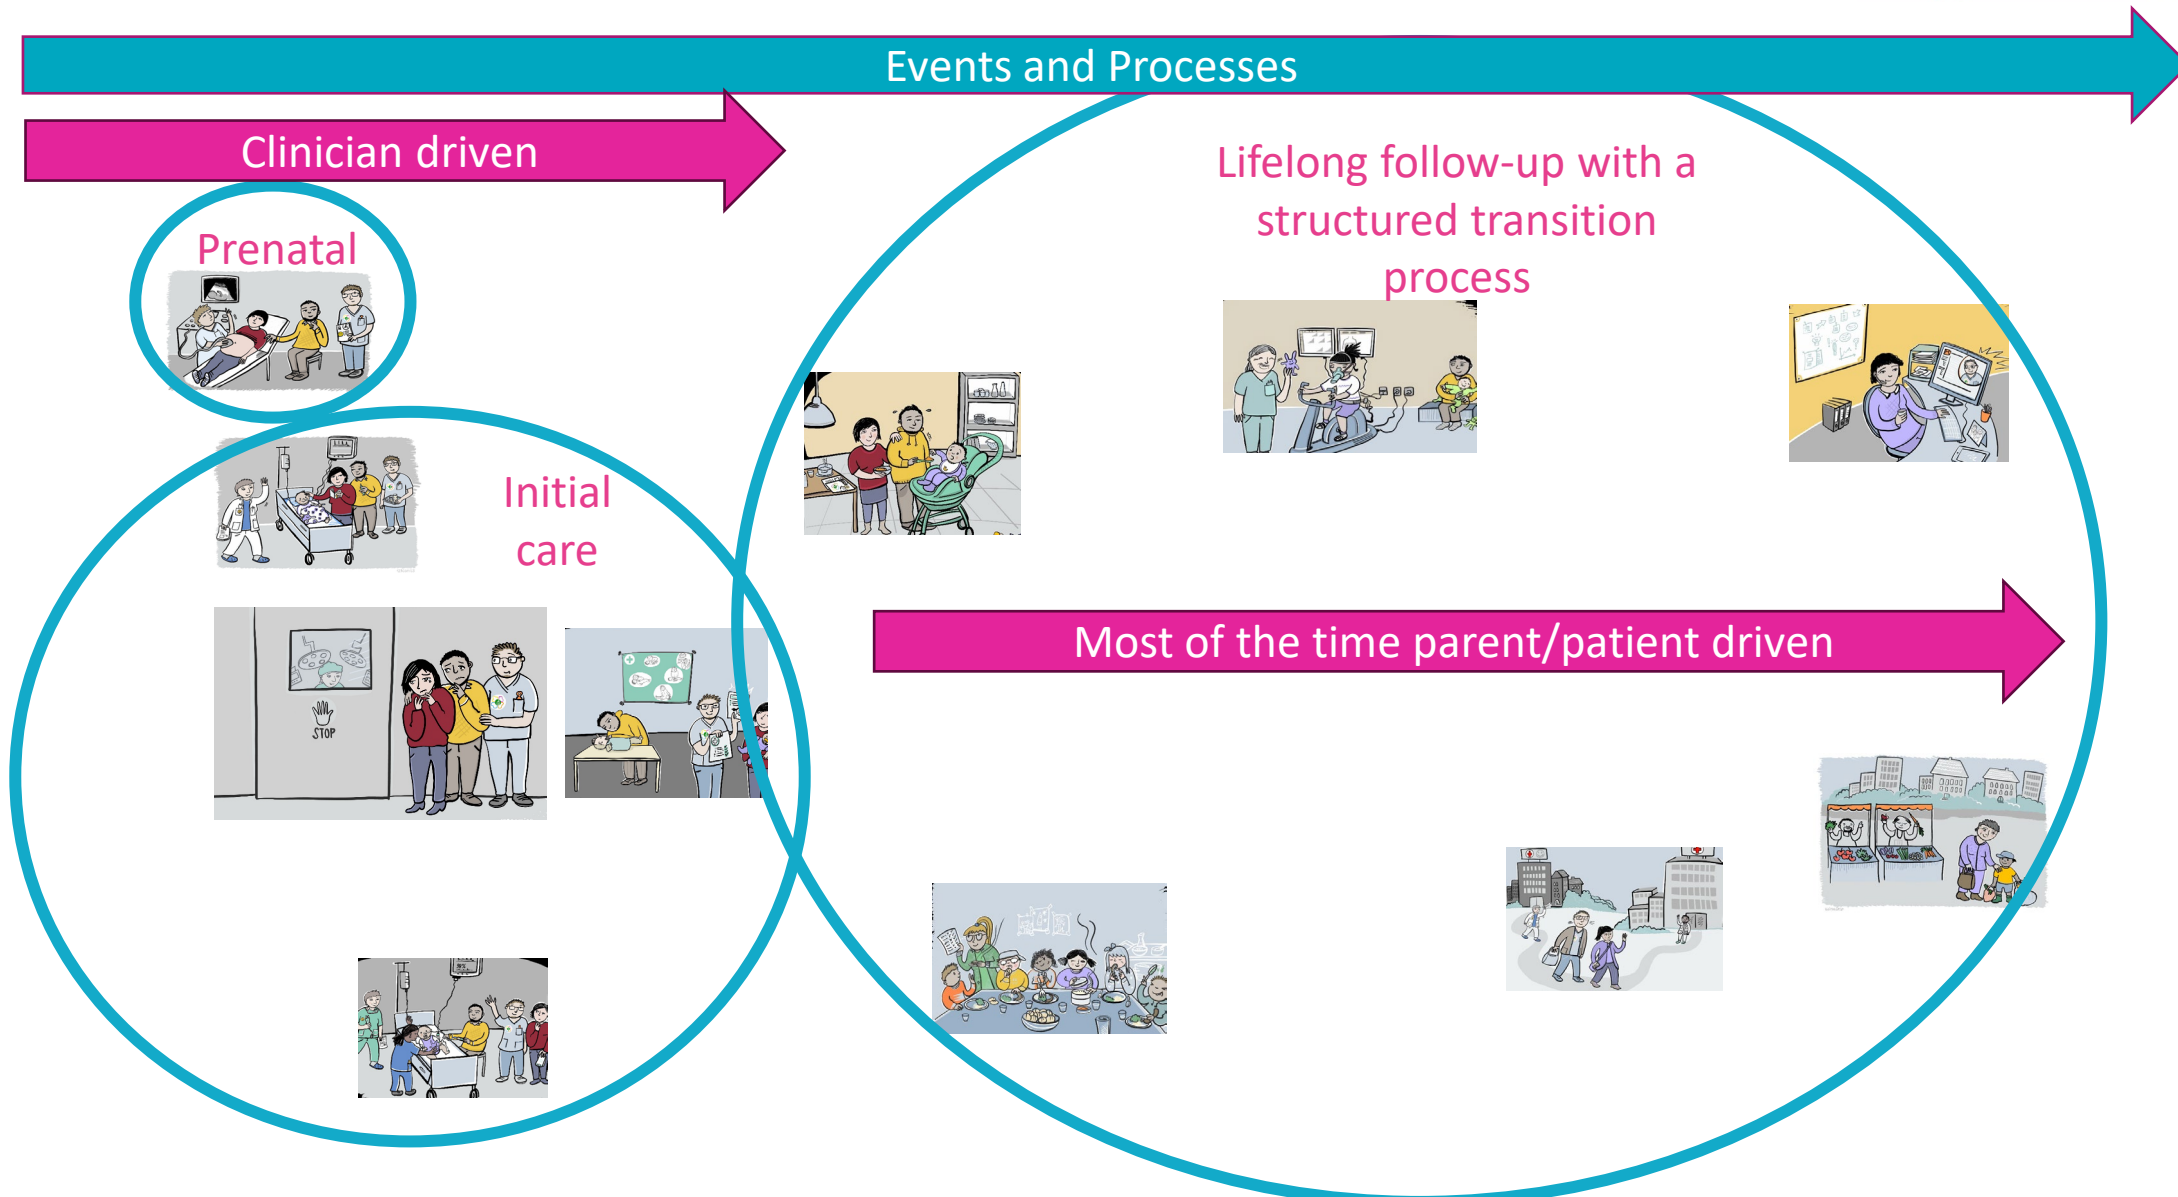 Events and Processes
Clinician driven
Prenatal
Lifelong follow-up with a
structured transition
process
Initial
care
STOP
Most of the time parent/patient driven